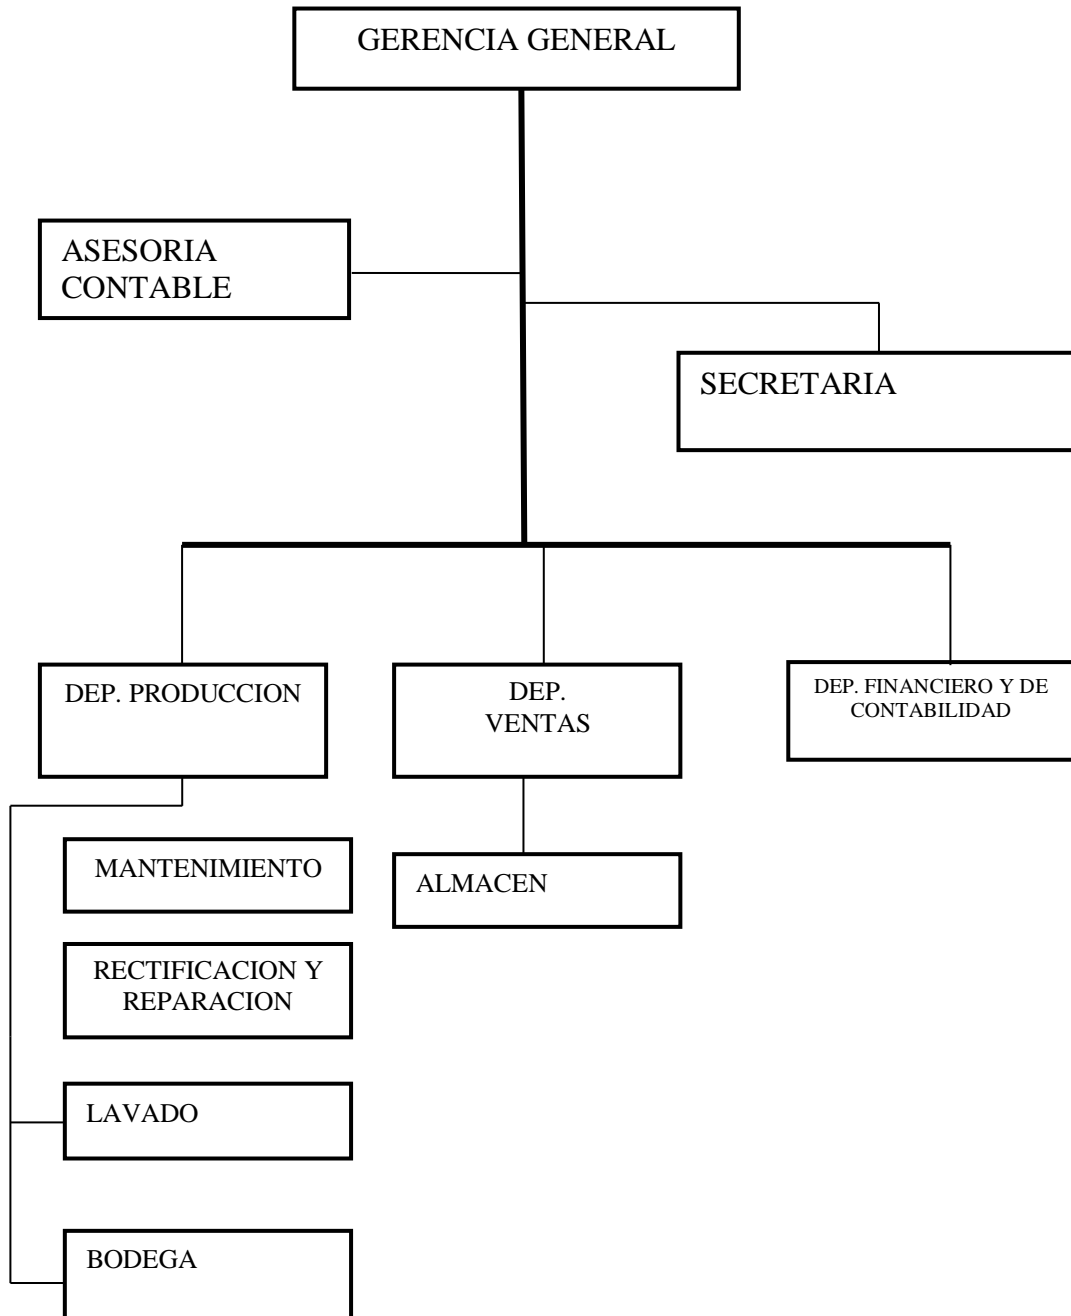 GERENCIA GENERAL
ASESORIA
CONTABLE
SECRETARIA
DEP. PRODUCCION
DEP.
VENTAS
DEP. FINANCIERO Y DE
CONTABILIDAD
MANTENIMIENTO
ALMACEN
RECTIFICACION Y
REPARACION
LAVADO
BODEGA